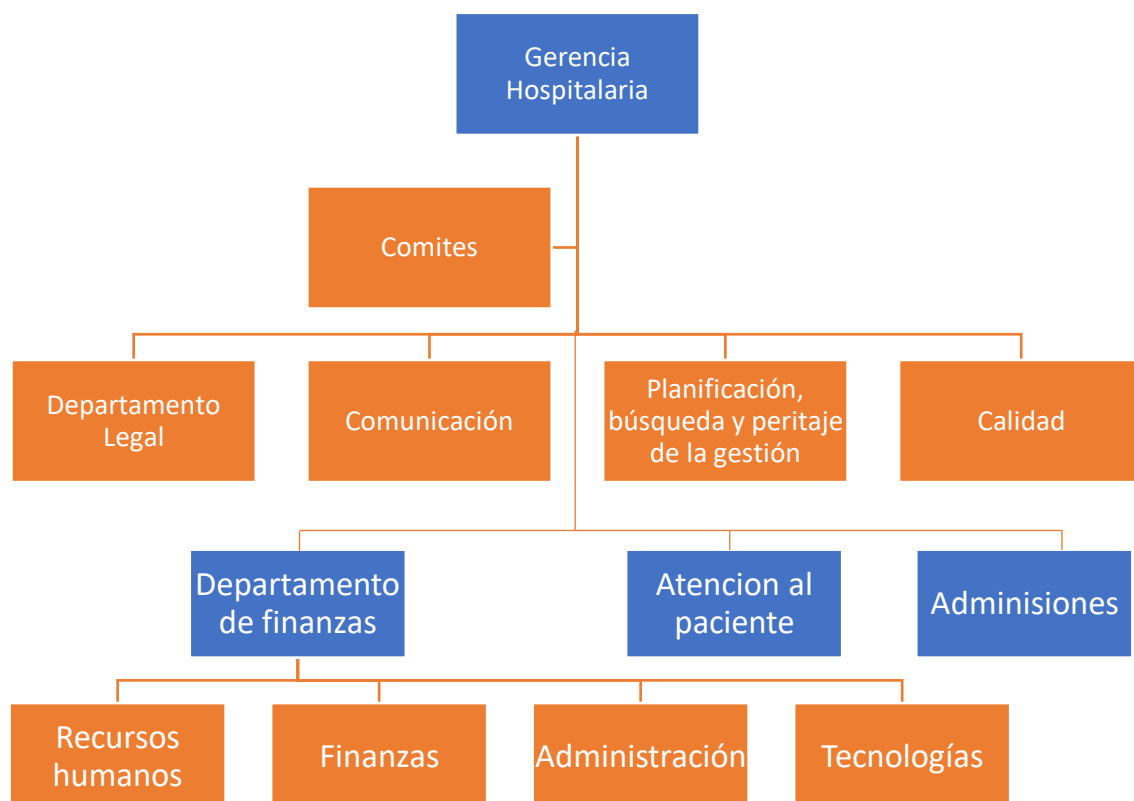 Gerencia
Hospitalaria
Comites
Departamento
Legal
Comunicación
Planificación,
búsqueda y peritaje
de la gestión
Calidad
Departamento
de finanzas
Atencion al
paciente
Adminisiones
Recursos
humanos
Finanzas
Administración
Tecnologías